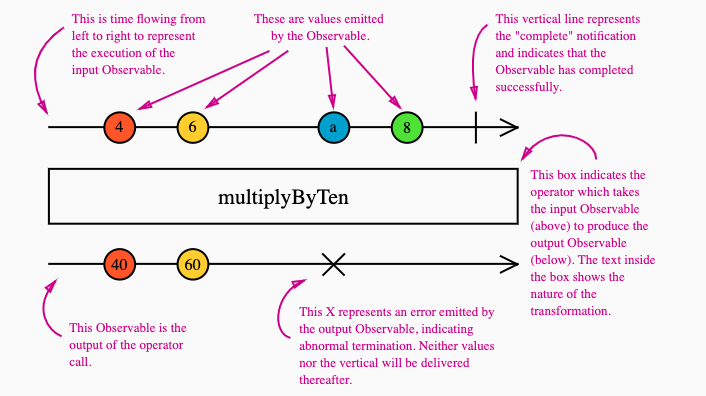 This is time flowing from
left to right to represent
the execution of the
input Observable.
These are values emitted
by the Observable.
This vertical line represents
the "complete" notification
and indicates that the
Observable has completed
successfully.
4
6
a
8
multiplyByTen
This box indicates the
operator which takes
the input Observable
(above) to produce the
output Observable
(below). The text inside
the box shows the
nature of the
transformation.
40
60
This Observable is the
output of the operator
call.
This X represents an error emitted by
the output Observable, indicating
abnormal termination. Neither values
nor the vertical will be delivered
thereafter.